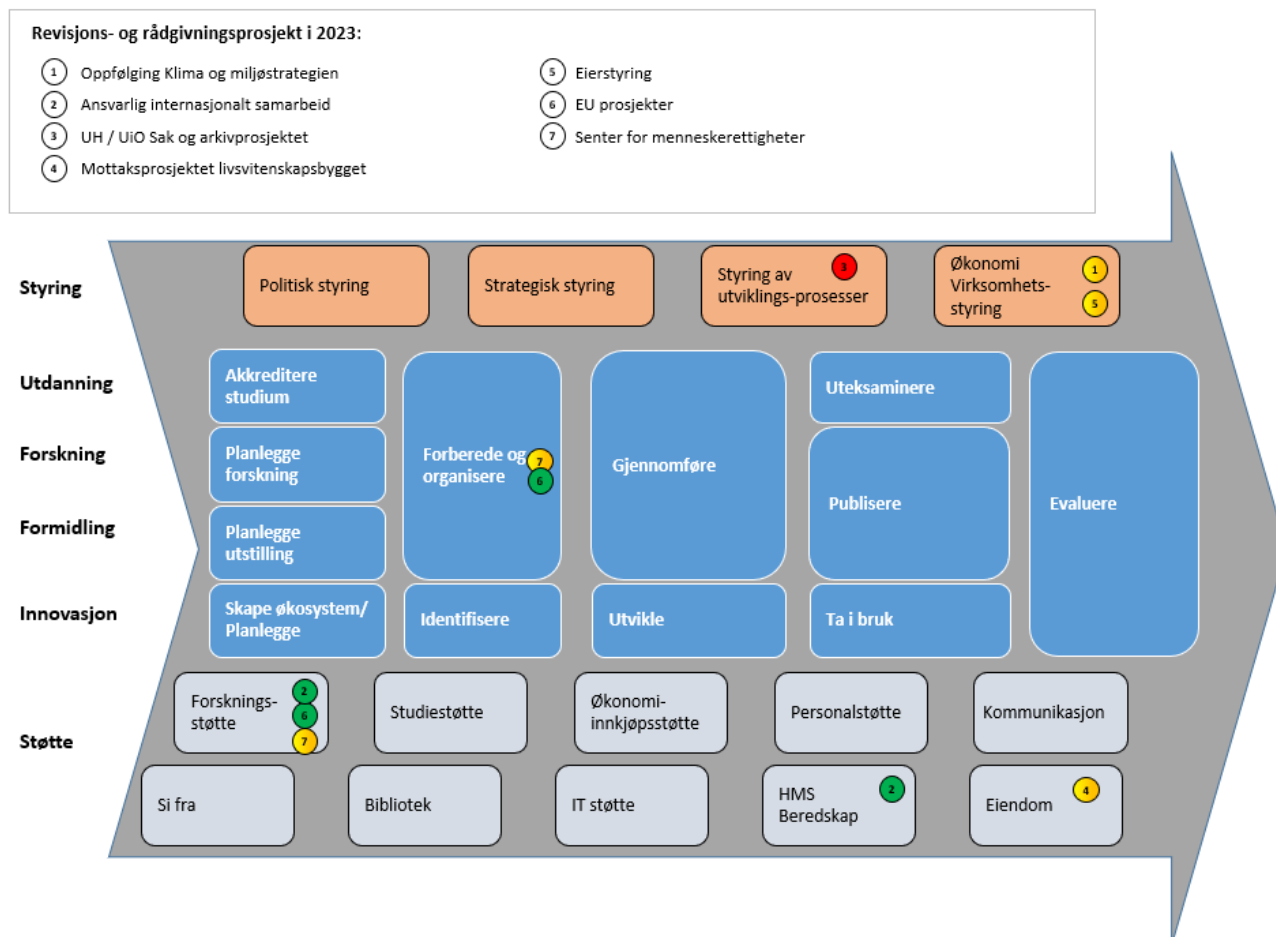 Revisjons- og rådgivningsprosjekt i 2023:
1 Oppfølging Klima og miljøstrategien
2 Ansvarlig internasjonalt samarbeid
3 UH / UiO Sak og arkivprosjektet
4 Mottaksprosjektet livsvitenskapsbygget
5 Eierstyring
6 EU prosjekter
7 Senter for menneskerettigheter
Styring
Politisk styring
Strategisk styring
Styring av
utviklings-prosesser
3
Økonomi
Virksomhets-
styring
1
5
Utdanning
Forskning
Formidling
Innovasjon
Akkreditere
studium
Planlegge
forskning
Planlegge
utstilling
Skape økosystem/
Planlegge
Forberede og
organisere
7
6
Identifisere
Gjennomføre
Utvikle
Uteksaminere
Publisere
Ta i bruk
Evaluere
Støtte
Forsknings-
støtte
2
6
7
Studiestøtte
Økonomi-
innkjøpsstøtte
Personalstøtte
Kommunikasjon
Si fra
Bibliotek
IT støtte
HMS
Beredskap
2
Eiendom
4